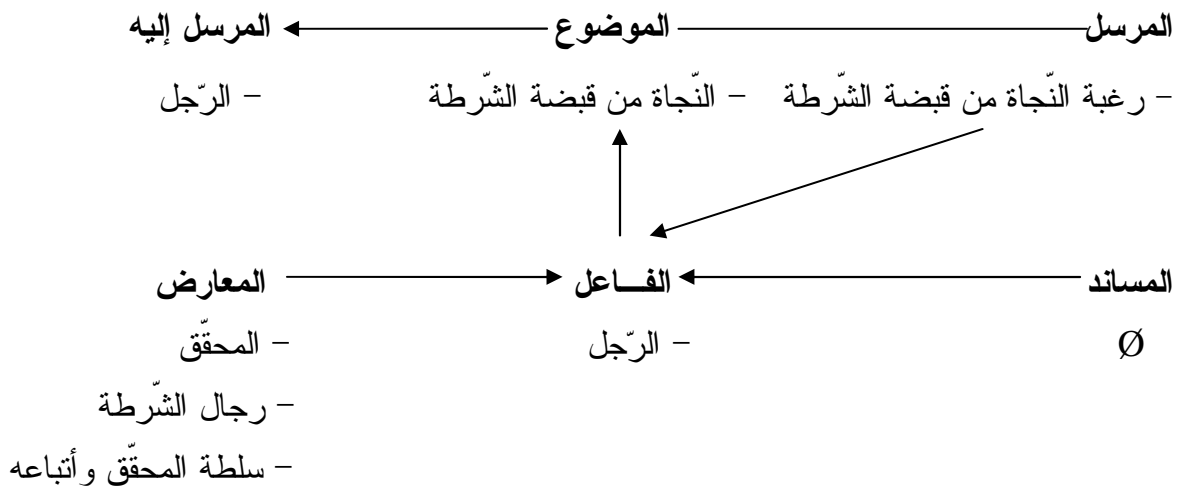 المرسل الموضوع المرسل إليه
– رغبة النّجاة من قبضة الشّرطة – النّجاة من قبضة الشّرطة – الرّجل
المساند الفــاعل المعارض
Ø – الرّجل – المحقّق
– رجال الشّرطة
– سلطة المحقّق وأتباعه